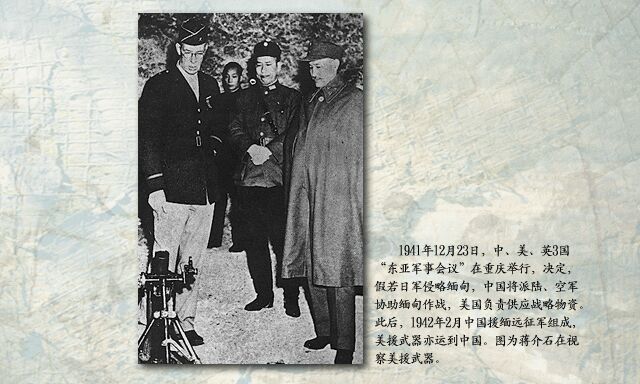 1941年12月23日，中、美、英3国
“东亚军事会议”在重庆举行，决定，
假若日军侵略缅甸，中国将派陆、空军
协助缅甸作战，美国负责供应战略物资。
此后，1942年2月中国援缅远征军组成，
美援武器亦运到中国。图为蒋介石在视
察美援武器。